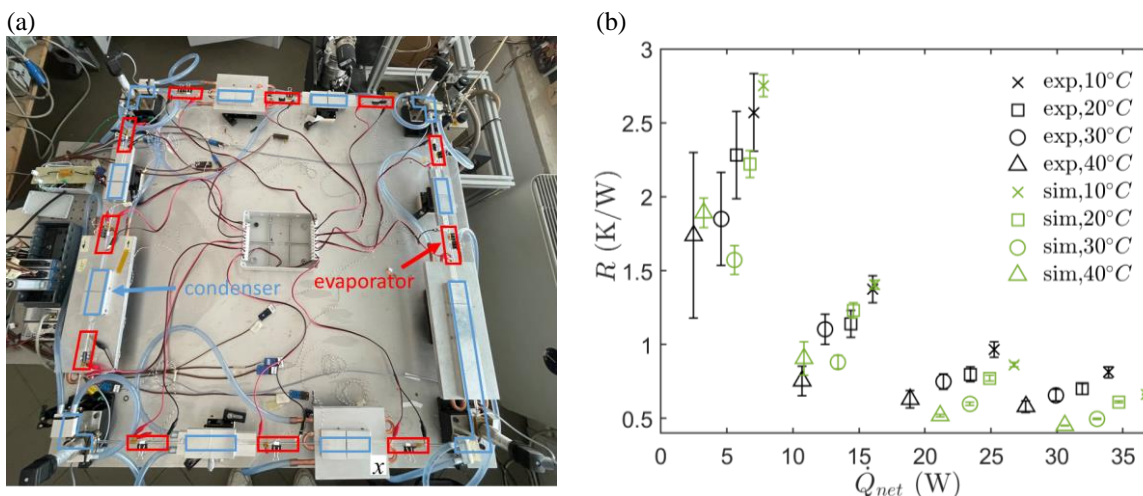 (a)
condenser
evaporator
x
(b)
R (K/W)
3
2.5
2
1.5
1
0.5
0 5 10 15 20 25 30 35
Q̇net (W)
exp,10°C
exp,20°C
exp,30°C
exp,40°C
sim,10°C
sim,20°C
sim,30°C
sim,40°C